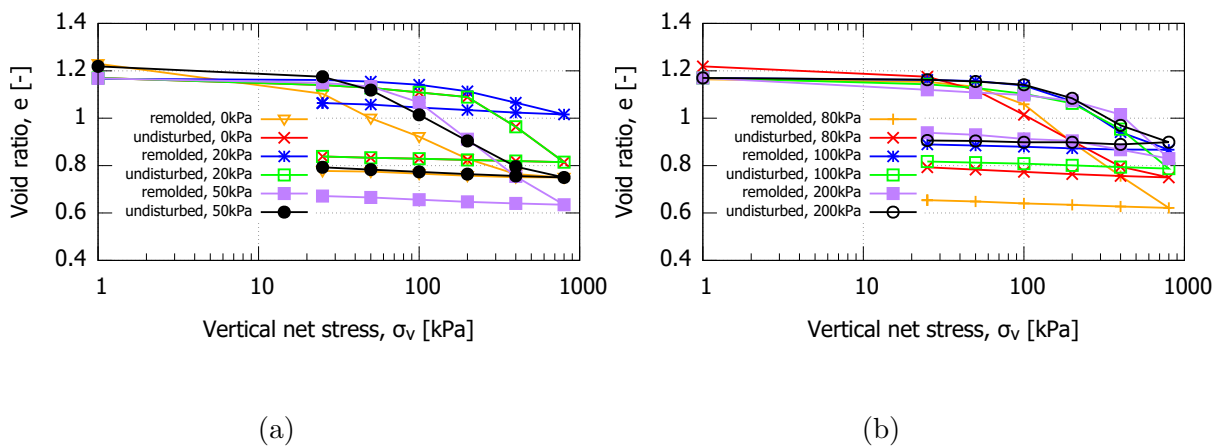 1.4
1.2
1
0.8
0.6
0.4
1
10
100
1000
Void ratio, e [-]
Vertical net stress, σv [kPa]
remolded, 0kPa
undisturbed, 0kPa
remolded, 20kPa
undisturbed, 20kPa
remolded, 50kPa
undisturbed, 50kPa
(a)
1.4
1.2
1
0.8
0.6
0.4
1
10
100
1000
Void ratio, e [-]
Vertical net stress, σv [kPa]
remolded, 80kPa
undisturbed, 80kPa
remolded, 100kPa
undisturbed, 100kPa
remolded, 200kPa
undisturbed, 200kPa
(b)